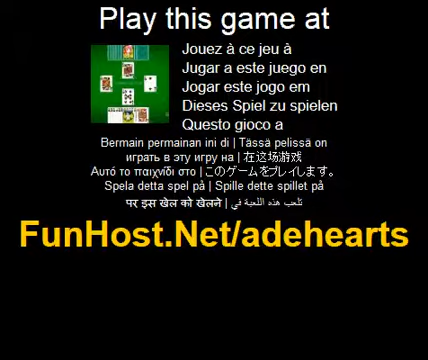 Play this game at
Jouez à ce jeu à
Jugar a este juego en
Jogar este jogo em
Dieses Spiel zu spielen
Questo gioco a
Bermain permainan ini di | Tässä pelissä on
играть в эту игру на | 在这场游戏
Αυτό το παιχνίδι στο | このゲームをプレイします。
Spela detta spel på | Spille dette spillet på
पर इस खेल को खेलने | تلعب هذه اللعبة في
FunHost.Net/adehearts